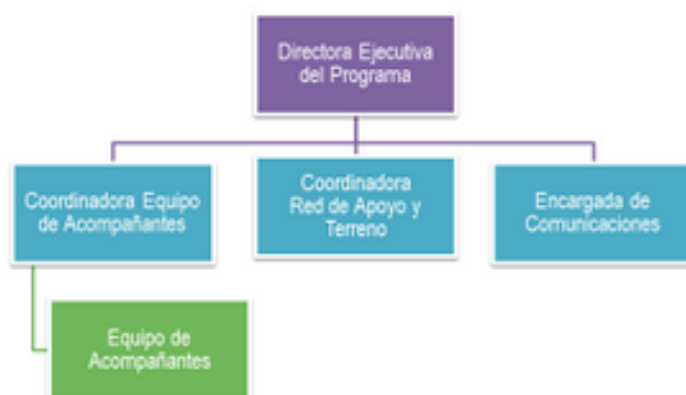 Directora Ejecutiva
del Programa
Coordinadora Equipo
de Acompañantes
Coordinadora
Red de Apoyo y
Terreno
Encargada de
Comunicaciones
Equipo de
Acompañantes